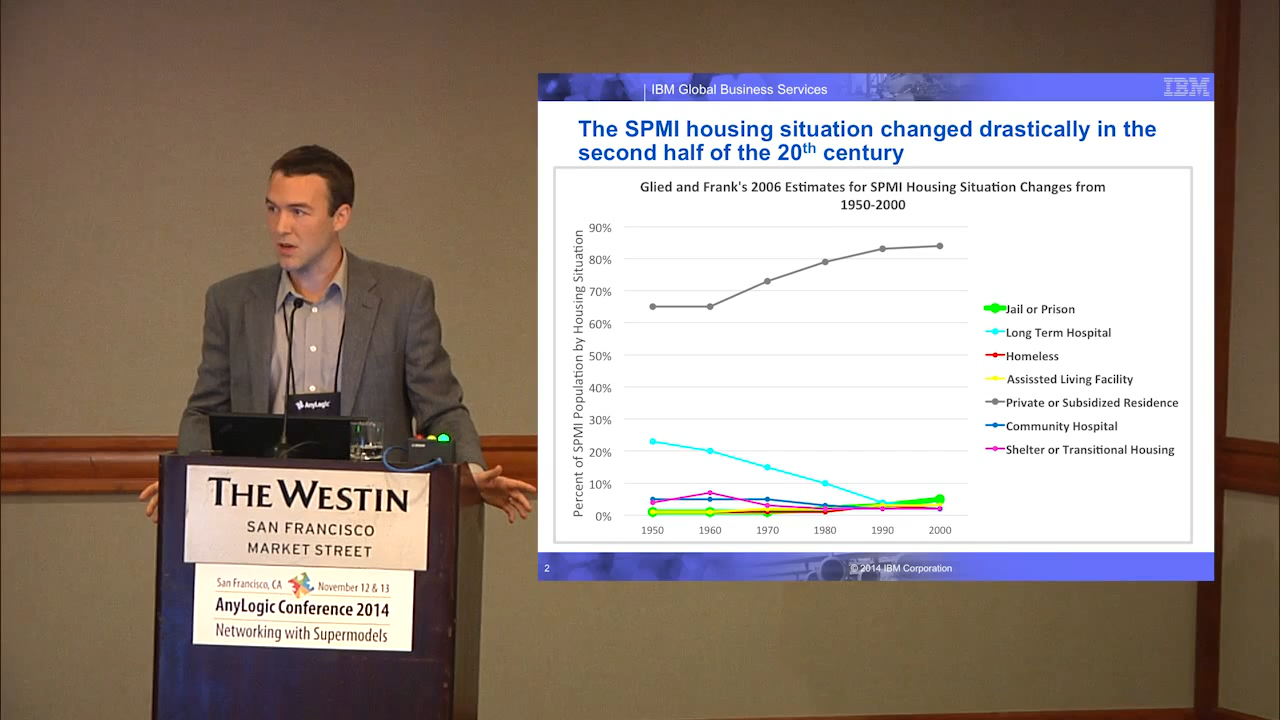 IBM Global Business Services
IBM
The SPMI housing situation changed drastically in the
second half of the 20th century
Glied and Frank's 2006 Estimates for SPMI Housing Situation Changes from
1950-2000
Percent of SPMI Population by Housing Situation
90%
80%
70%
60%
50%
40%
30%
20%
10%
0%
1950 1960 1970 1980 1990 2000
Jail or Prison
Long Term Hospital
Homeless
Assissted Living Facility
Private or Subsidized Residence
Community Hospital
Shelter or Transitional Housing
2
© 2014 IBM Corporation
AnyLogic
THE WESTIN
SAN FRANCISCO
MARKET STREET
San Francisco, CA November 12 & 13
AnyLogic Conference 2014
Networking with Supermodels